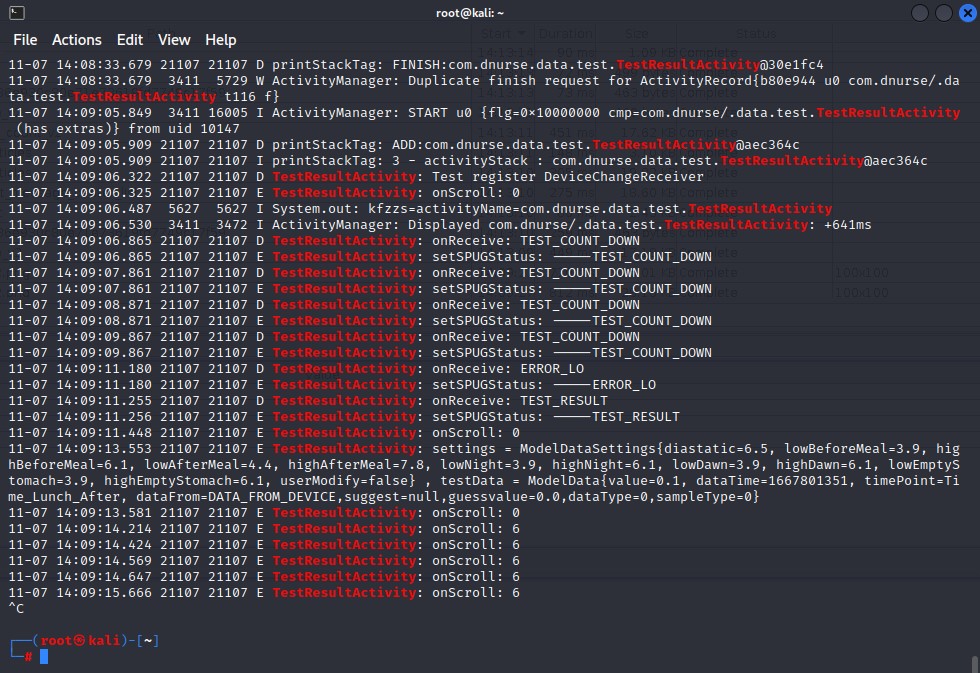 root@kali: ~
File Actions Edit View Help
11-07 14:08:33.679 21107 21107 D printStackTag: FINISH:com.dnurse.data.test.TestResultActivity@30e1fc4
11-07 14:08:33.679  3411  5729 W ActivityManager: Duplicate finish request for ActivityRecord{b80e944 u0 com.dnurse/.da
ta.test.TestResultActivity t116 f}
11-07 14:09:05.849  3411 16005 I ActivityManager: START u0 {flg=0×10000000 cmp=com.dnurse/.data.test.TestResultActivity
 (has extras)} from uid 10147
11-07 14:09:05.909 21107 21107 D printStackTag: ADD:com.dnurse.data.test.TestResultActivity@aec364c
11-07 14:09:05.909 21107 21107 I printStackTag: 3 - activityStack : com.dnurse.data.test.TestResultActivity@aec364c
11-07 14:09:06.322 21107 21107 D TestResultActivity: Test register DeviceChangeReceiver
11-07 14:09:06.325 21107 21107 E TestResultActivity: onScroll: 0
11-07 14:09:06.487  5627  5627 I System.out: kfzzs=activityName=com.dnurse.data.test.TestResultActivity
11-07 14:09:06.530  3411  3472 I ActivityManager: Displayed com.dnurse/.data.test.TestResultActivity: +641ms
11-07 14:09:06.865 21107 21107 D TestResultActivity: onReceive: TEST_COUNT_DOWN
11-07 14:09:06.865 21107 21107 E TestResultActivity: setSPUGStatus: -----TEST_COUNT_DOWN
11-07 14:09:07.861 21107 21107 D TestResultActivity: onReceive: TEST_COUNT_DOWN
11-07 14:09:07.861 21107 21107 E TestResultActivity: setSPUGStatus: -----TEST_COUNT_DOWN
11-07 14:09:08.871 21107 21107 D TestResultActivity: onReceive: TEST_COUNT_DOWN
11-07 14:09:08.871 21107 21107 E TestResultActivity: setSPUGStatus: -----TEST_COUNT_DOWN
11-07 14:09:09.867 21107 21107 D TestResultActivity: onReceive: TEST_COUNT_DOWN
11-07 14:09:09.867 21107 21107 E TestResultActivity: setSPUGStatus: -----TEST_COUNT_DOWN
11-07 14:09:11.180 21107 21107 D TestResultActivity: onReceive: ERROR_LO
11-07 14:09:11.180 21107 21107 E TestResultActivity: setSPUGStatus: -----ERROR_LO
11-07 14:09:11.255 21107 21107 D TestResultActivity: onReceive: TEST_RESULT
11-07 14:09:11.256 21107 21107 E TestResultActivity: setSPUGStatus: -----TEST_RESULT
11-07 14:09:11.448 21107 21107 E TestResultActivity: onScroll: 0
11-07 14:09:13.553 21107 21107 E TestResultActivity: settings = ModelDataSettings{diastatic=6.5, lowBeforeMeal=3.9, hig
hBeforeMeal=6.1, lowAfterMeal=4.4, highAfterMeal=7.8, lowNight=3.9, highNight=6.1, lowDawn=3.9, highDawn=6.1, lowEmptyS
tomach=3.9, highEmptyStomach=6.1, userModify=false} , testData = ModelData{value=0.1, dataTime=1667801351, timePoint=Ti
me_Lunch_After, dataFrom=DATA_FROM_DEVICE,suggest=null,guessvalue=0.0,dataType=0,sampleType=0}
11-07 14:09:13.581 21107 21107 E TestResultActivity: onScroll: 0
11-07 14:09:14.214 21107 21107 E TestResultActivity: onScroll: 6
11-07 14:09:14.424 21107 21107 E TestResultActivity: onScroll: 6
11-07 14:09:14.569 21107 21107 E TestResultActivity: onScroll: 6
11-07 14:09:14.647 21107 21107 E TestResultActivity: onScroll: 6
11-07 14:09:15.666 21107 21107 E TestResultActivity: onScroll: 6
^C
┌──(root㉿kali)-[~]
└─#